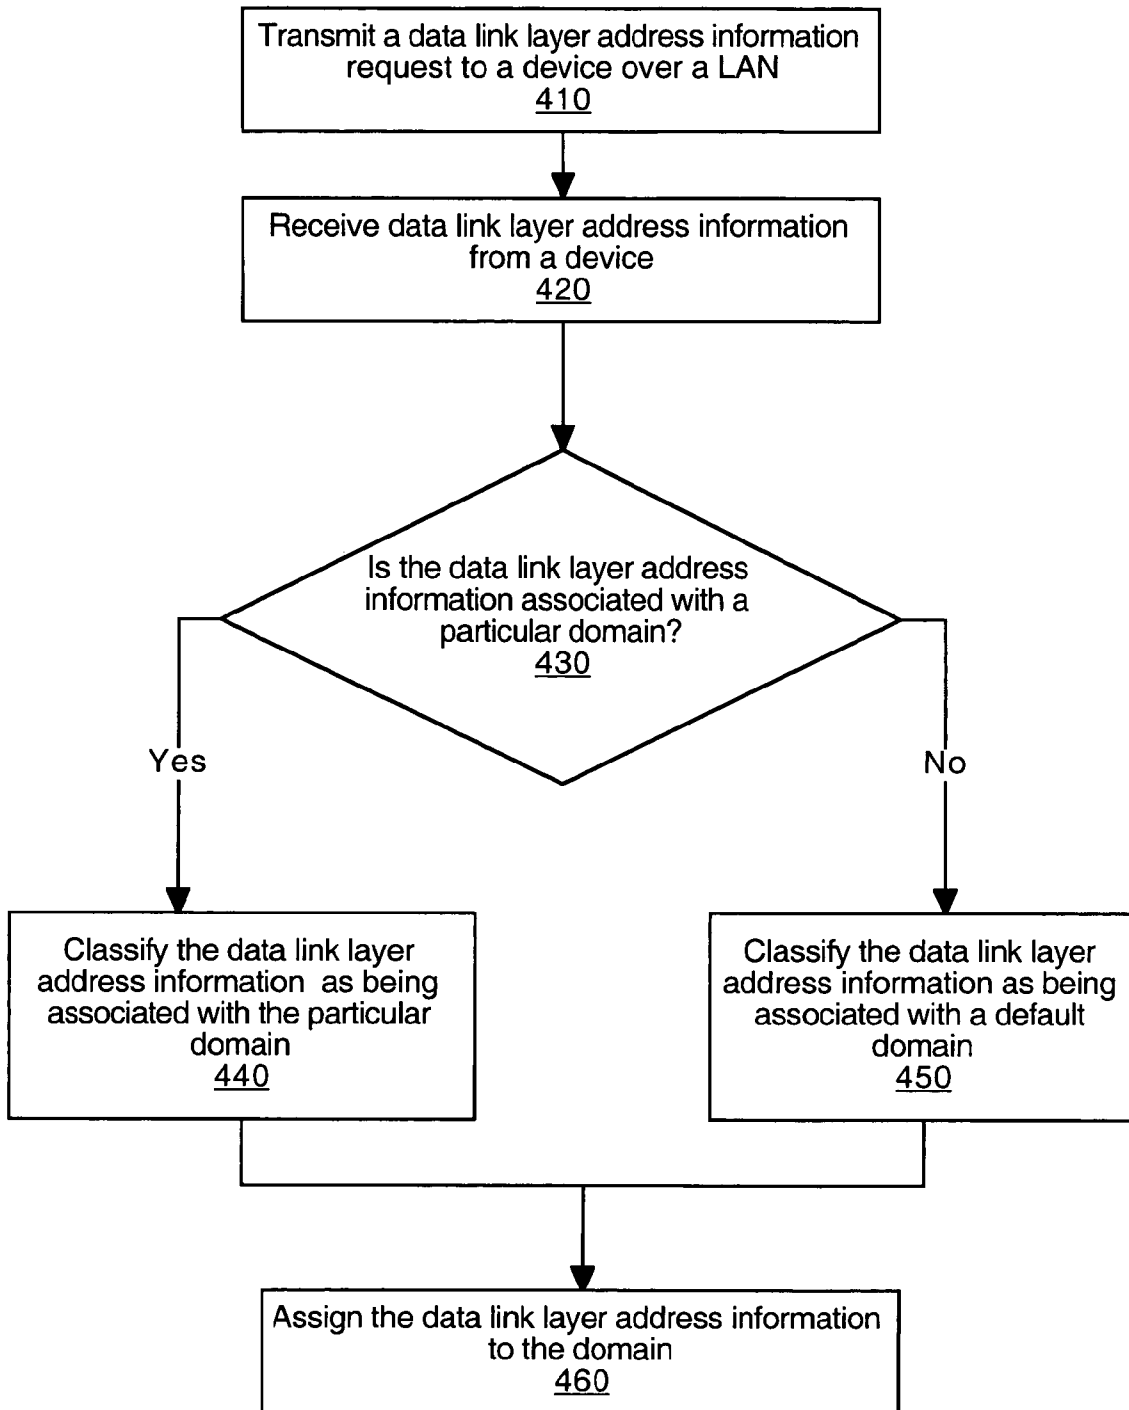 Transmit a data link layer address information
request to a device over a LAN
410
Receive data link layer address information
from a device
420
Is the data link layer address
information associated with a
particular domain?
430
Yes
No
Classify the data link layer
address information as being
associated with the particular
domain
440
Classify the data link layer
address information as being
associated with a default
domain
450
Assign the data link layer address information
to the domain
460